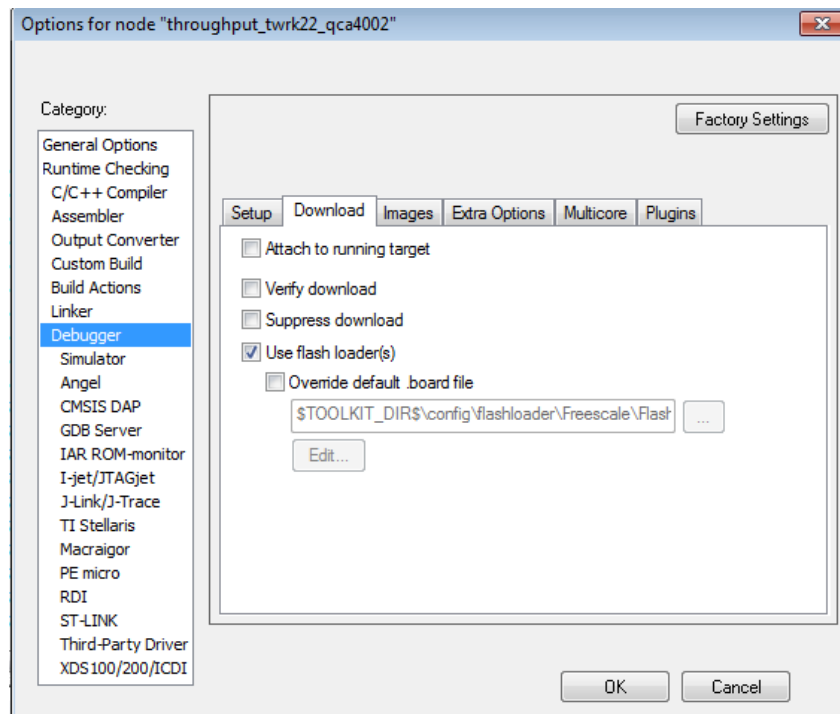 Options for node "throughput_twrk22_qca4002"
Category:
Factory Settings
General Options
Runtime Checking
C/C++ Compiler
Assembler
Output Converter
Custom Build
Build Actions
Linker
Debugger
Simulator
Angel
CMSIS DAP
GDB Server
IAR ROM-monitor
I-jet/JTAGjet
J-Link/J-Trace
TI Stellaris
Macraigor
PE micro
RDI
ST-LINK
Third-Party Driver
XDS100/200/ICDI
Setup Download Images Extra Options Multicore Plugins
Attach to running target
Verify download
Suppress download
Use flash loader(s)
Override default .board file
$TOOLKIT_DIR$\config\flashloader\Freescale\Flash ...
Edit...
OK Cancel